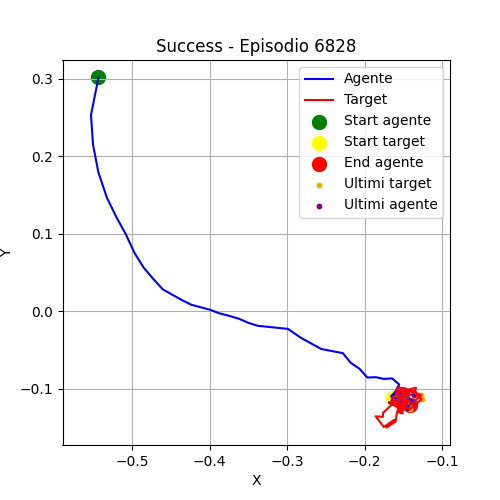 Success - Episodio 6828
Agente
Target
Start agente
Start target
End agente
Ultimi target
Ultimi agente
0.3
0.2
0.1
0.0
−0.1
Y
−0.5
−0.4
−0.3
−0.2
−0.1
X